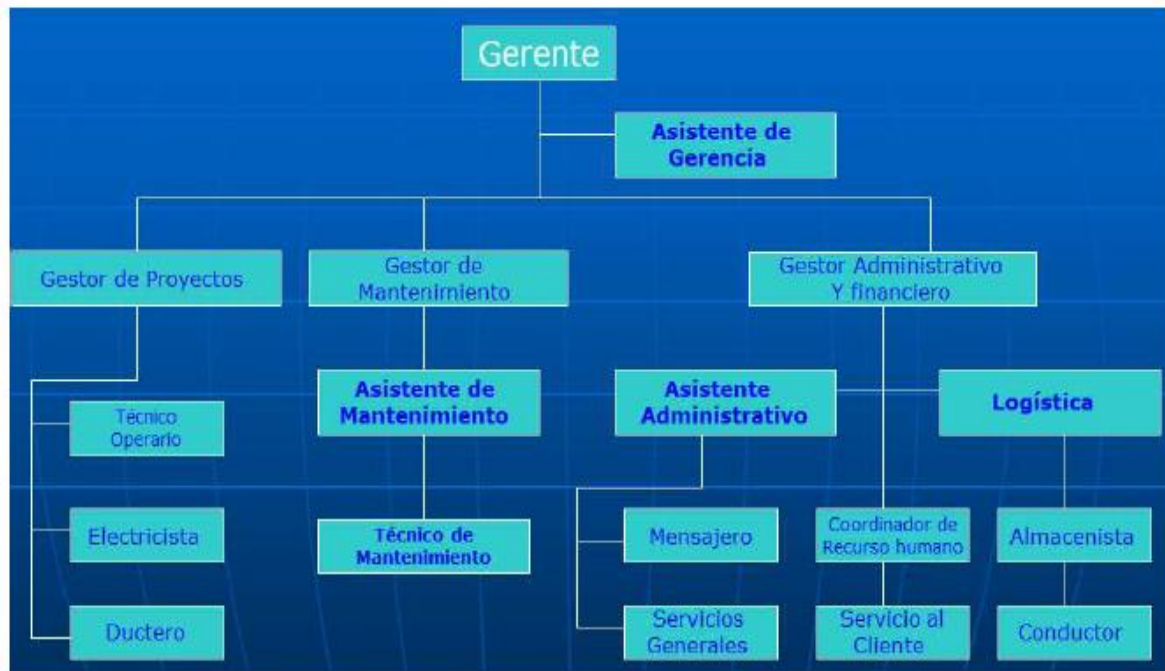 Gerente
Asistente de
Gerencia
Gestor de Proyectos
Gestor de
Mantenimiento
Gestor Administrativo
Y financiero
Asistente de
Mantenimiento
Asistente
Administrativo
Logística
Técnico
Operario
Electricista
Técnico de
Mantenimiento
Mensajero
Coordinador de
Recurso humano
Almacenista
Ductero
Servicios
Generales
Servicio al
Cliente
Conductor